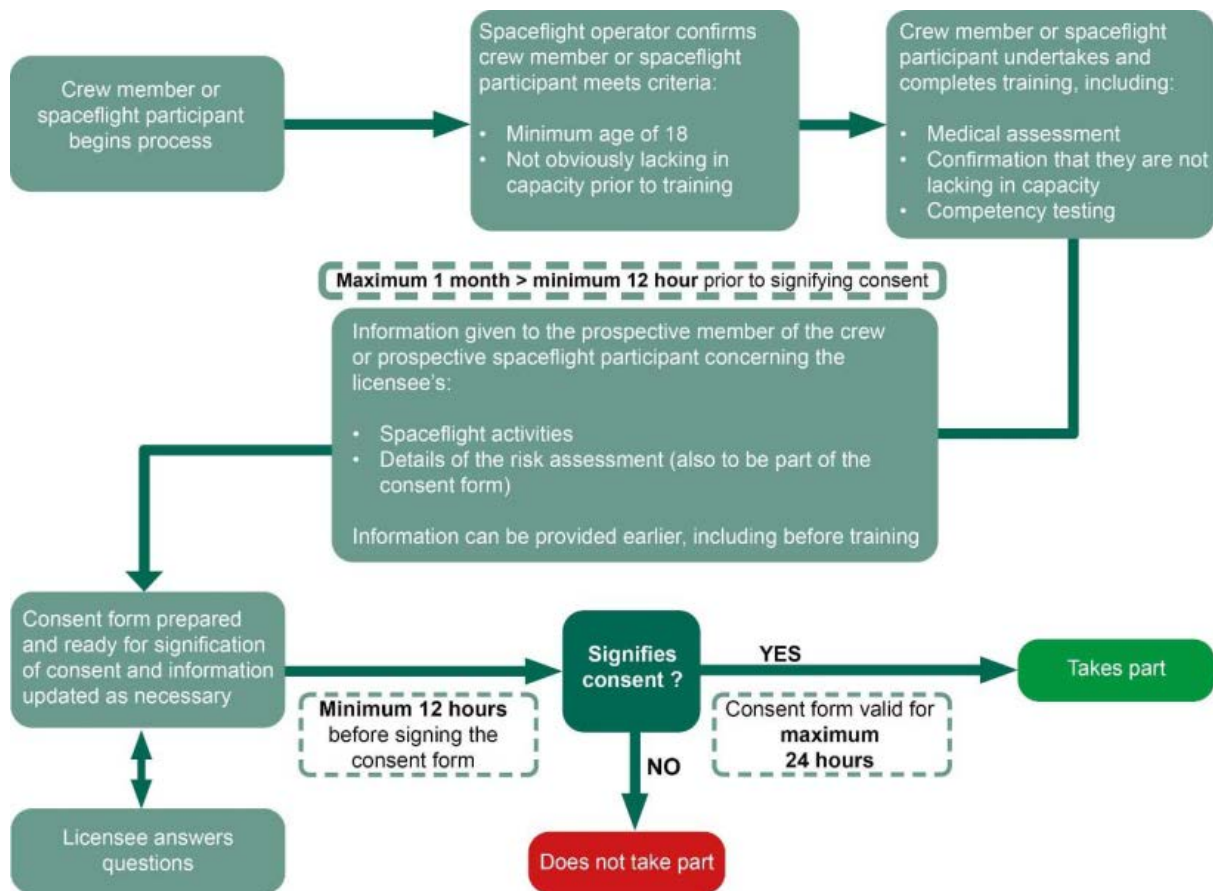 Crew member or
spaceflight participant
begins process
Spaceflight operator confirms
crew member or spaceflight
participant meets criteria:
• Minimum age of 18
• Not obviously lacking in
capacity prior to training
Crew member or spaceflight
participant undertakes and
completes training, including:
• Medical assessment
• Confirmation that they are not
lacking in capacity
• Competency testing
Maximum 1 month > minimum 12 hour prior to signifying consent
Information given to the prospective member of the crew
or prospective spaceflight participant concerning the
licensee's:
• Spaceflight activities
• Details of the risk assessment (also to be part of the
consent form)
Information can be provided earlier, including before training
Consent form prepared
and ready for signification
of consent and information
updated as necessary
Minimum 12 hours
before signing the
consent form
Signifies
consent ?
YES
Consent form valid for
maximum
24 hours
Takes part
NO
Licensee answers
questions
Does not take part